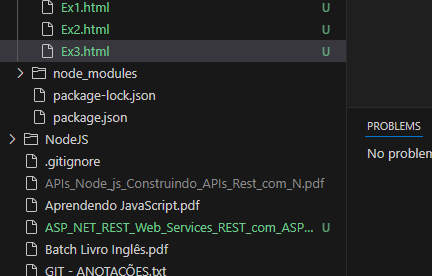 Ex1.html U
Ex2.html U
Ex3.html U
node_modules
package-lock.json
package.json
PROBLEMS
No problem
NodeJS
.gitignore
APIs_Node_js_Construindo_APIs_Rest_com_N.pdf
Aprendendo JavaScript.pdf
ASP_NET_REST_Web_Services_REST_com_ASP... U
Batch Livro Inglês.pdf
GIT - ANOTAÇÕES.txt